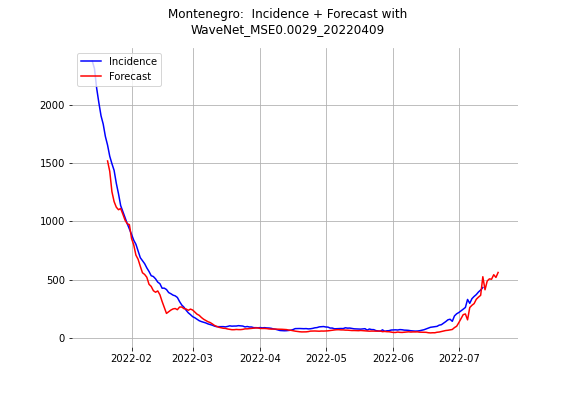 Montenegro:  Incidence + Forecast with
WaveNet_MSE0.0029_20220409
Incidence
Forecast
2000
1500
1000
500
0
2022-02
2022-03
2022-04
2022-05
2022-06
2022-07